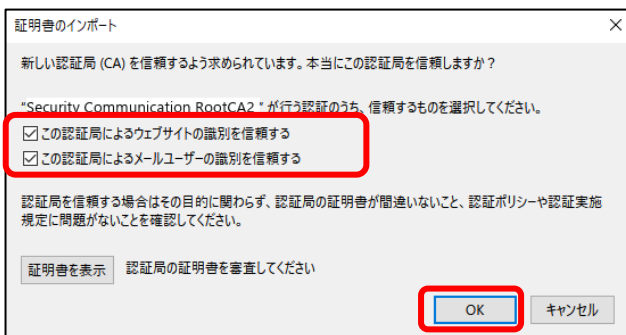 証明書のインポート
新しい認証局 (CA) を信頼するよう求められています。本当にこの認証局を信頼しますか？
"Security Communication RootCA2 " が行う認証のうち、信頼するものを選択してください。
この認証局によるウェブサイトの識別を信頼する
この認証局によるメールユーザーの識別を信頼する
認証局を信頼する場合はその目的に関わらず、認証局の証明書が間違いないこと、認証ポリシーや認証実施
規定に問題がないことを確認してください。
証明書を表示 認証局の証明書を審査してください
OK キャンセル